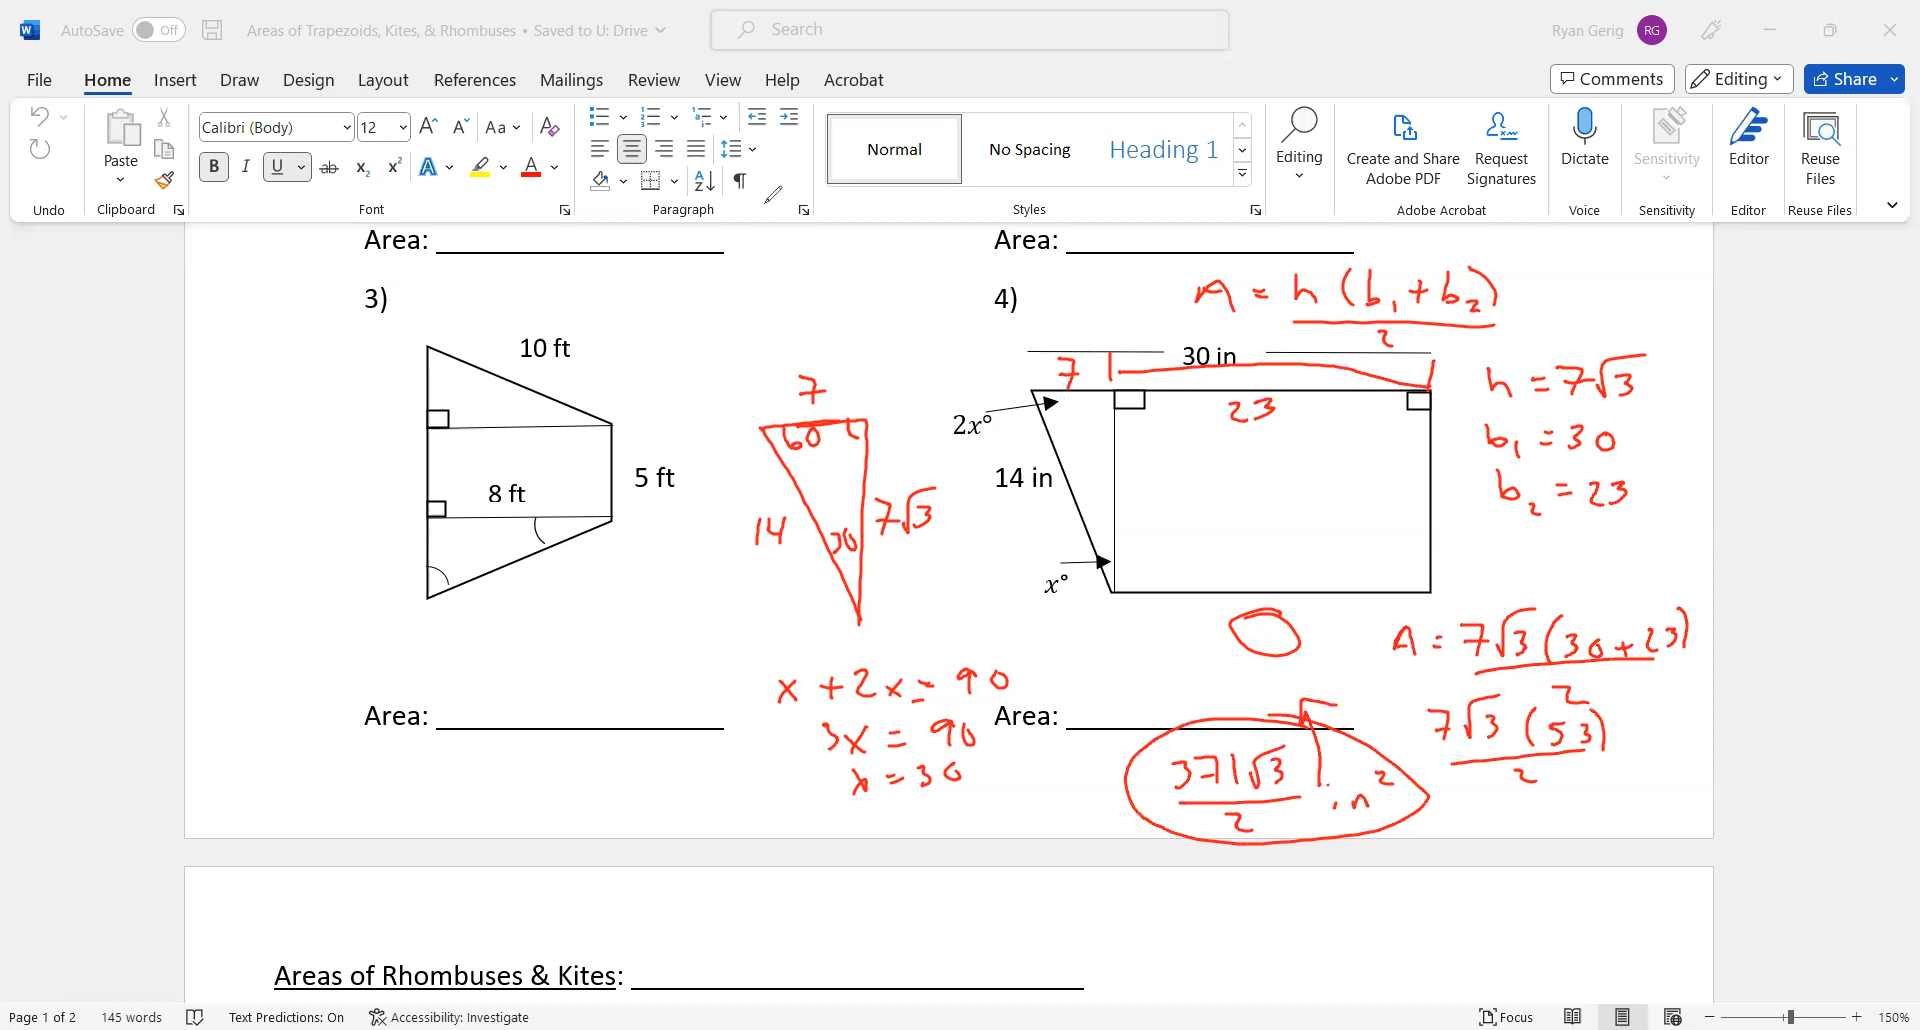 AutoSave Off Areas of Trapezoids, Kites, & Rhombuses • Saved to U: Drive Search Ryan Gerig RG
File Home Insert Draw Design Layout References Mailings Review View Help Acrobat Comments Editing Share
Calibri (Body) 12 A A Aa A Normal No Spacing Heading 1
Paste B I U ab x₂ x² A A A Z ¶ Editing Create and Share Adobe PDF Request Signatures Dictate Sensitivity Editor Reuse Files
Undo Clipboard Font Paragraph Styles Adobe Acrobat Voice Sensitivity Editor Reuse Files
Area: Area:
3) 4) A = h (b₁ + b₂)
2
10 ft 30 in
7 7 h = 7√3
2x° 23
60 b₁ = 30
5 ft 14 in
8 ft 7√3 b₂ = 23
14 30
x°
A = 7√3 (30 + 23)
2
x + 2x = 90
Area: Area: 7√3 (53)
2
3x = 90
x = 30 371√3 in²
2
Areas of Rhombuses & Kites:
Page 1 of 2 145 words Text Predictions: On Accessibility: Investigate Focus 150%